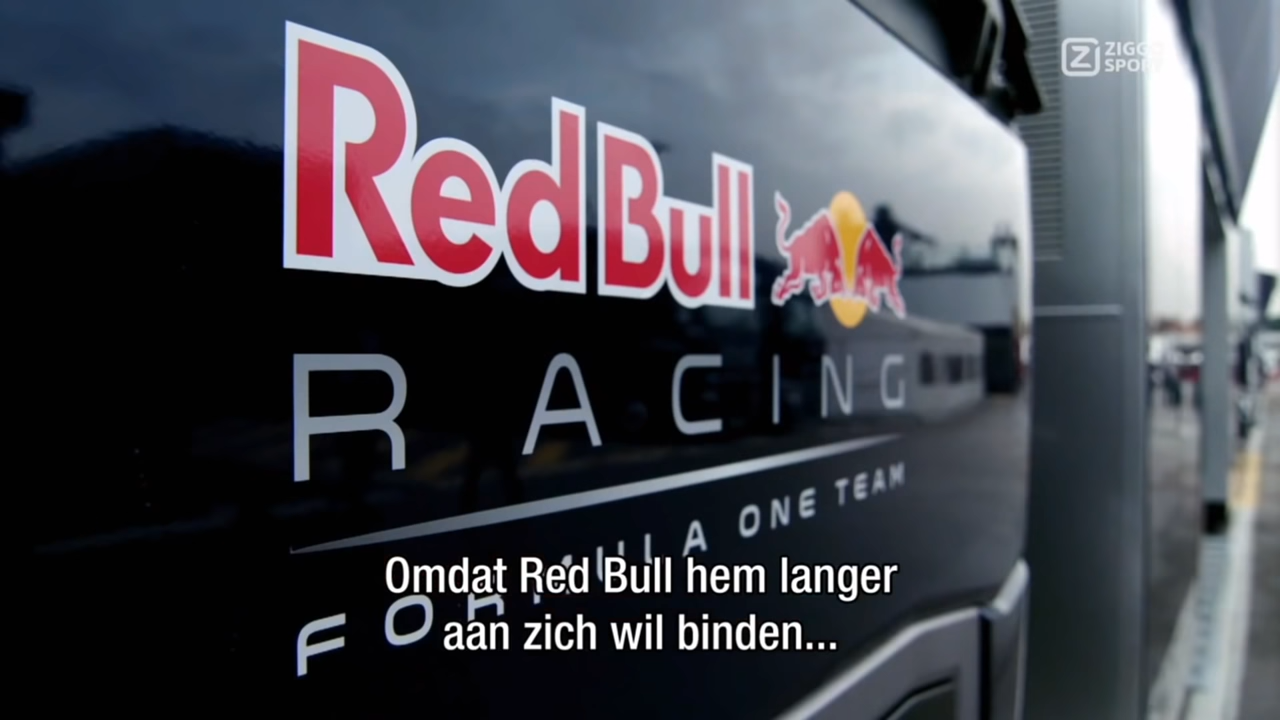 ZIGGO
SPORT
Red Bull
RACING
FORMULA ONE TEAM
Omdat Red Bull hem langer
aan zich wil binden...